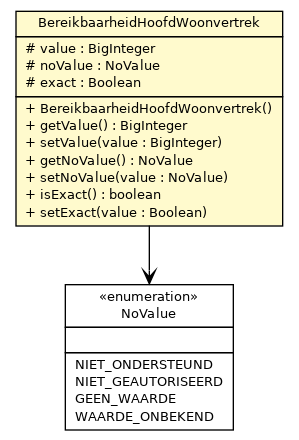 BereikbaarheidHoofdWoonvertrek
# value : BigInteger
# noValue : NoValue
# exact : Boolean
+ BereikbaarheidHoofdWoonvertrek()
+ getValue() : BigInteger
+ setValue(value : BigInteger)
+ getNoValue() : NoValue
+ setNoValue(value : NoValue)
+ isExact() : boolean
+ setExact(value : Boolean)
«enumeration»
NoValue
NIET_ONDERSTEUND
NIET_GEAUTORISEERD
GEEN_WAARDE
WAARDE_ONBEKEND